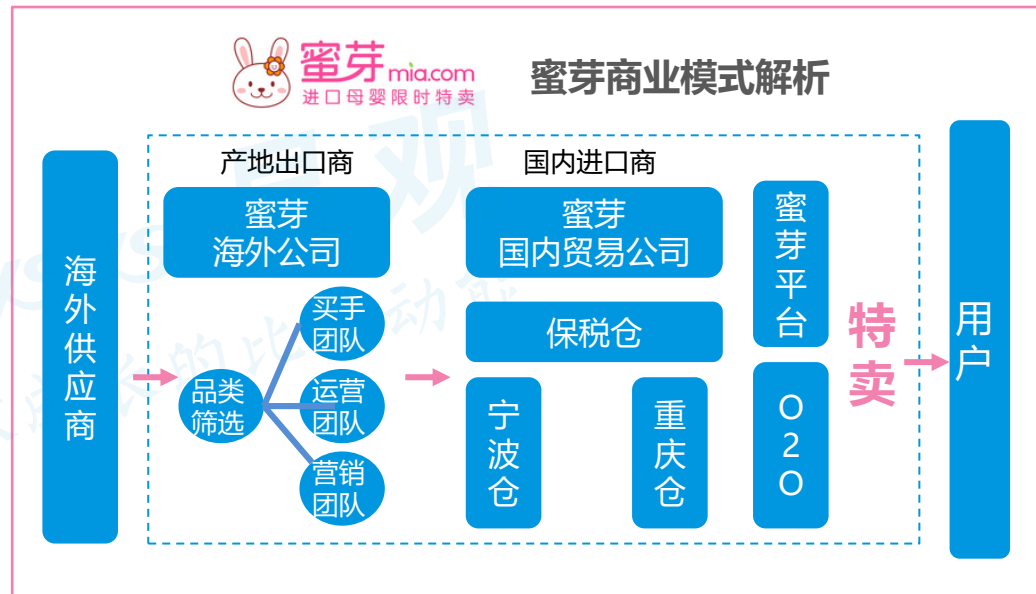 蜜芽mia.com
进口母婴限时特卖
蜜芽商业模式解析
海外供应商
产地出口商
蜜芽
海外公司
品类
筛选
买手
团队
运营
团队
营销
团队
国内进口商
蜜芽
国内贸易公司
保税仓
宁波仓
重庆仓
蜜芽平台
O2O
特卖
用户